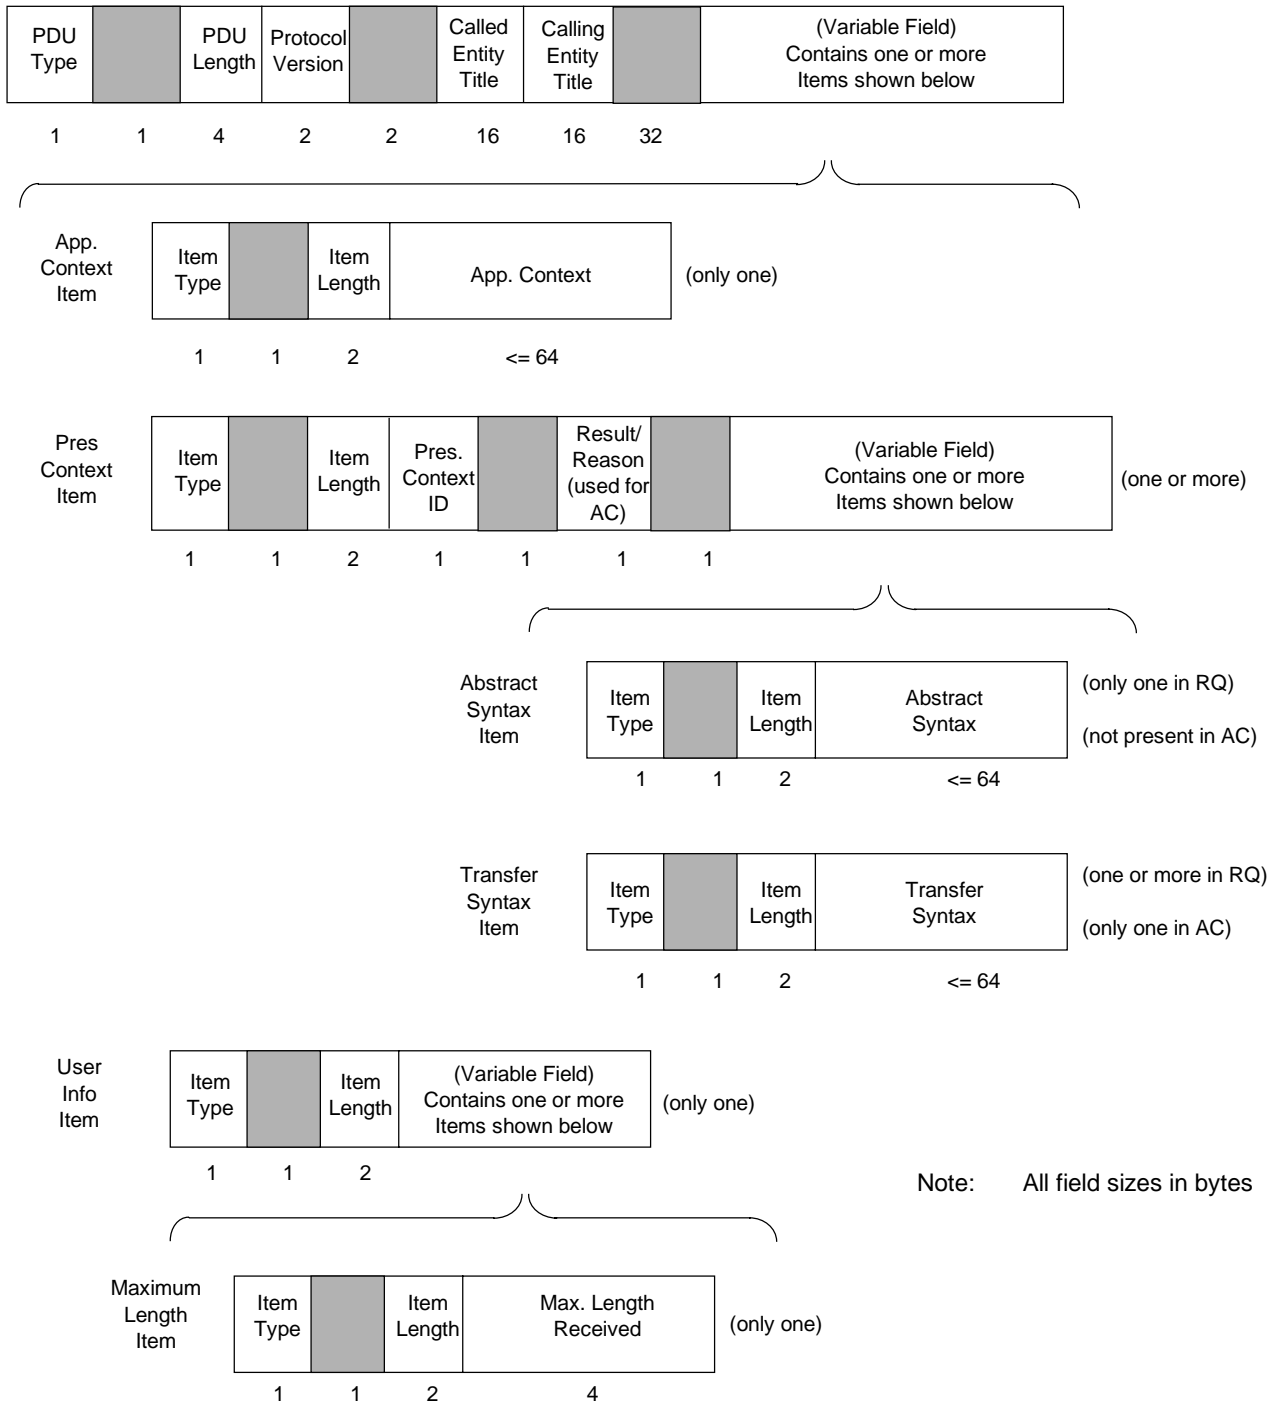 PDU
Type
PDU
Length
Protocol
Version
Called
Entity
Title
Calling
Entity
Title
(Variable Field)
Contains one or more
Items shown below
1 1 4 2 2 16 16 32
App.
Context
Item
Item
Type
Item
Length
App. Context
(only one)
1 1 2 <= 64
Pres
Context
Item
Item
Type
Item
Length
Pres.
Context
ID
Result/
Reason
(used for
AC)
(Variable Field)
Contains one or more
Items shown below
(one or more)
1 1 2 1 1 1 1
Abstract
Syntax
Item
Item
Type
Item
Length
Abstract
Syntax
(only one in RQ)
(not present in AC)
1 1 2 <= 64
Transfer
Syntax
Item
Item
Type
Item
Length
Transfer
Syntax
(one or more in RQ)
(only one in AC)
1 1 2 <= 64
User
Info
Item
Item
Type
Item
Length
(Variable Field)
Contains one or more
Items shown below
(only one)
1 1 2
Note: All field sizes in bytes
Maximum
Length
Item
Item
Type
Item
Length
Max. Length
Received
(only one)
1 1 2 4